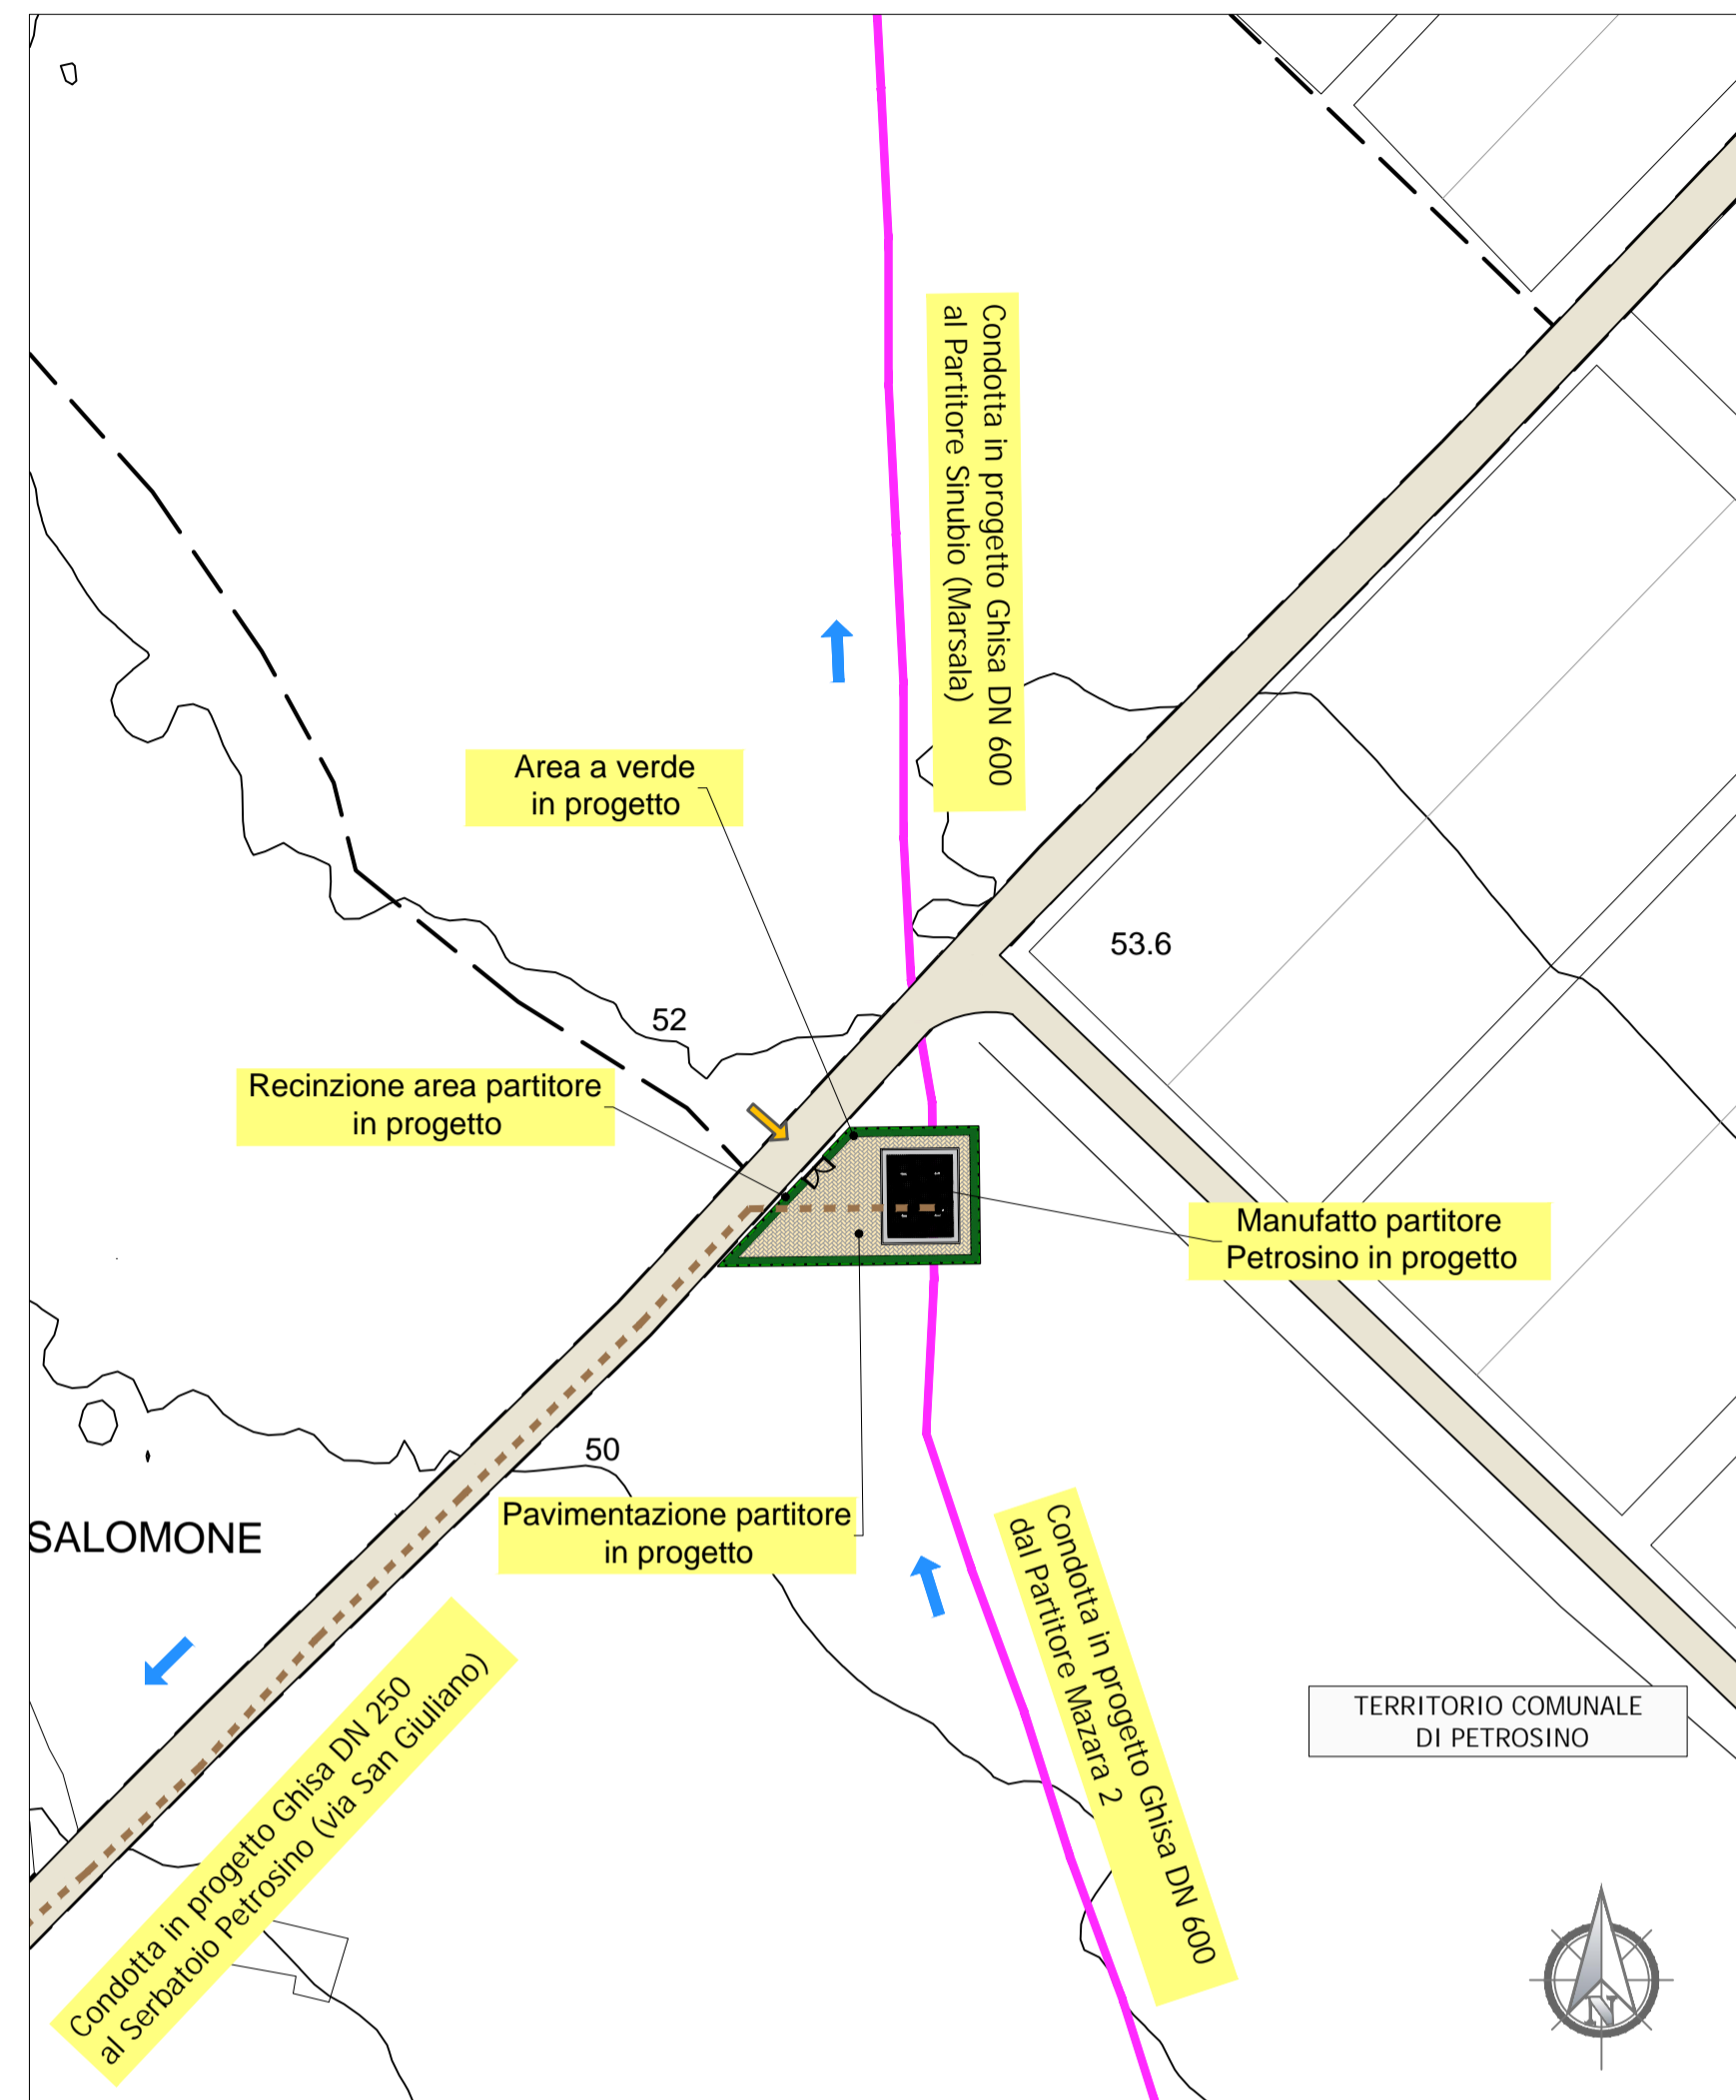 Condotta in progetto Ghisa DN 600
al Partitore Sinubio (Marsala)
Area a verde
in progetto
53.6
52
Recinzione area partitore
in progetto
Manufatto partitore
Petrosino in progetto
50
Pavimentazione partitore
in progetto
SALOMONE
Condotta in progetto Ghisa DN 600
dal Partitore Mazzara 2
Condotta in progetto Ghisa DN 250
al Serbatoio Petrosino (via San Giuliano)
TERRITORIO COMUNALE
DI PETROSINO
N